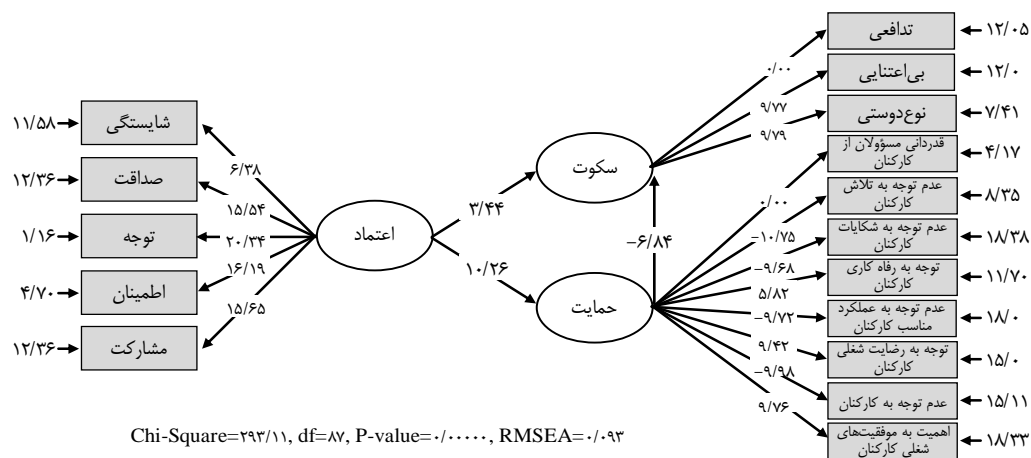 تدافعی
۱۲/۰۵
بی‌اعتنایی
۱۲/۰
نوع‌دوستی
۷/۴۱
قدردانی مسؤولان از
کارکنان
۴/۱۷
عدم توجه به تلاش
کارکنان
۸/۳۵
عدم توجه به شکایات
کارکنان
۱۸/۳۸
توجه به رفاه کاری
کارکنان
۱۱/۷۰
عدم توجه به عملکرد
مناسب کارکنان
۱۸/۰
توجه به رضایت شغلی
کارکنان
۱۵/۰
عدم توجه به کارکنان
۱۵/۱۱
اهمیت به موفقیت‌های
شغلی کارکنان
۱۸/۳۳
۰/۰۰
۹/۷۷
۹/۷۹
۰/۰۰
−۱۰/۷۵
−۹/۶۸
۵/۸۲
−۹/۷۲
۹/۴۲
−۹/۹۸
۹/۷۶
سکوت
−۶/۸۴
حمایت
۳/۴۴
۱۰/۲۶
اعتماد
۶/۳۸
۱۵/۵۴
۲۰/۳۴
۱۶/۱۹
۱۵/۶۵
شایستگی
۱۱/۵۸
صداقت
۱۲/۳۶
توجه
۱/۱۶
اطمینان
۴/۷۰
مشارکت
۱۲/۳۶
Chi-Square=۲۹۳/۱۱, df=۸۷, P-value=۰/۰۰۰۰۰, RMSEA=۰/۰۹۳